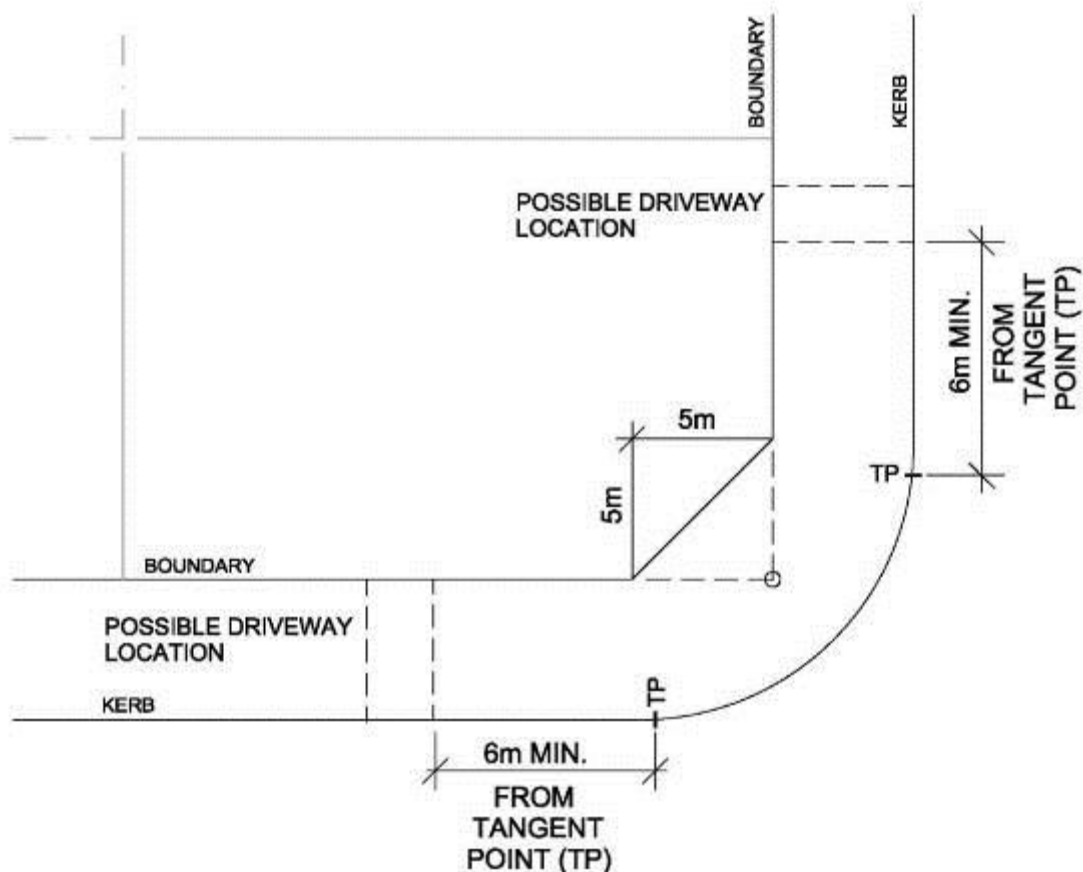 BOUNDARY
KERB
POSSIBLE DRIVEWAY
LOCATION
6m MIN.
FROM
TANGENT
POINT (TP)
5m
5m
TP
BOUNDARY
POSSIBLE DRIVEWAY
LOCATION
KERB
TP
6m MIN.
FROM
TANGENT
POINT (TP)